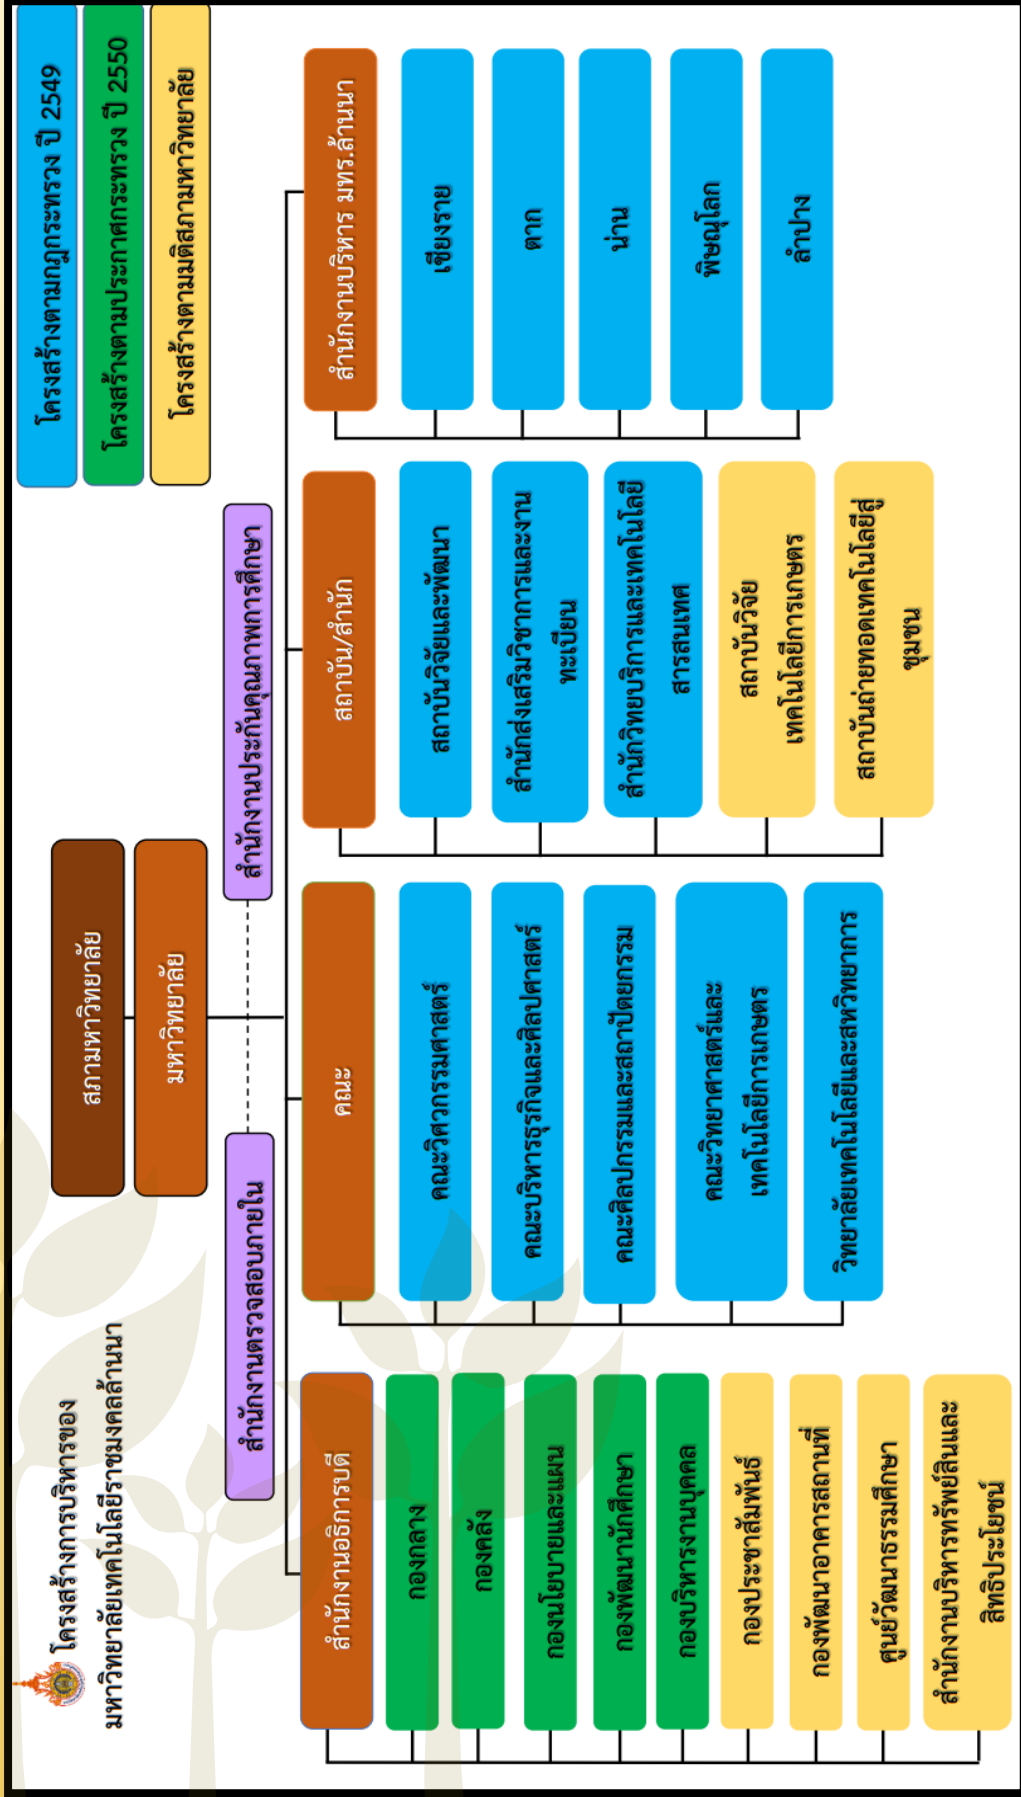 โครงสร้างการบริหารของ
มหาวิทยาลัยเทคโนโลยีราชมงคลล้านนา
โครงสร้างตามกฎกระทรวง ปี 2549
โครงสร้างตามประกาศกระทรวง ปี 2550
โครงสร้างตามมติสภามหาวิทยาลัย
สภามหาวิทยาลัย
มหาวิทยาลัย
สำนักงานตรวจสอบภายใน
สำนักงานประกันคุณภาพการศึกษา
สำนักงานอธิการบดี
กองกลาง
กองคลัง
กองนโยบายและแผน
กองพัฒนานักศึกษา
กองบริหารงานบุคคล
กองประชาสัมพันธ์
กองพัฒนาอาคารสถานที่
ศูนย์วัฒนาธรรมศึกษา
สำนักงานบริหารทรัพย์สินและ
สิทธิประโยชน์
คณะ
คณะวิศวกรรมศาสตร์
คณะบริหารธุรกิจและศิลปศาสตร์
คณะศิลปกรรมและสถาปัตยกรรม
คณะวิทยาศาสตร์และ
เทคโนโลยีการเกษตร
วิทยาลัยเทคโนโลยีและสหวิทยาการ
สถาบัน/สำนัก
สถาบันวิจัยและพัฒนา
สำนักส่งเสริมวิชาการและงาน
ทะเบียน
สำนักวิทยบริการและเทคโนโลยี
สารสนเทศ
สถาบันวิจัย
เทคโนโลยีการเกษตร
สถาบันถ่ายทอดเทคโนโลยีสู่
ชุมชน
สำนักงานบริหาร มทร.ล้านนา
เชียงราย
ตาก
น่าน
พิษณุโลก
ลำปาง